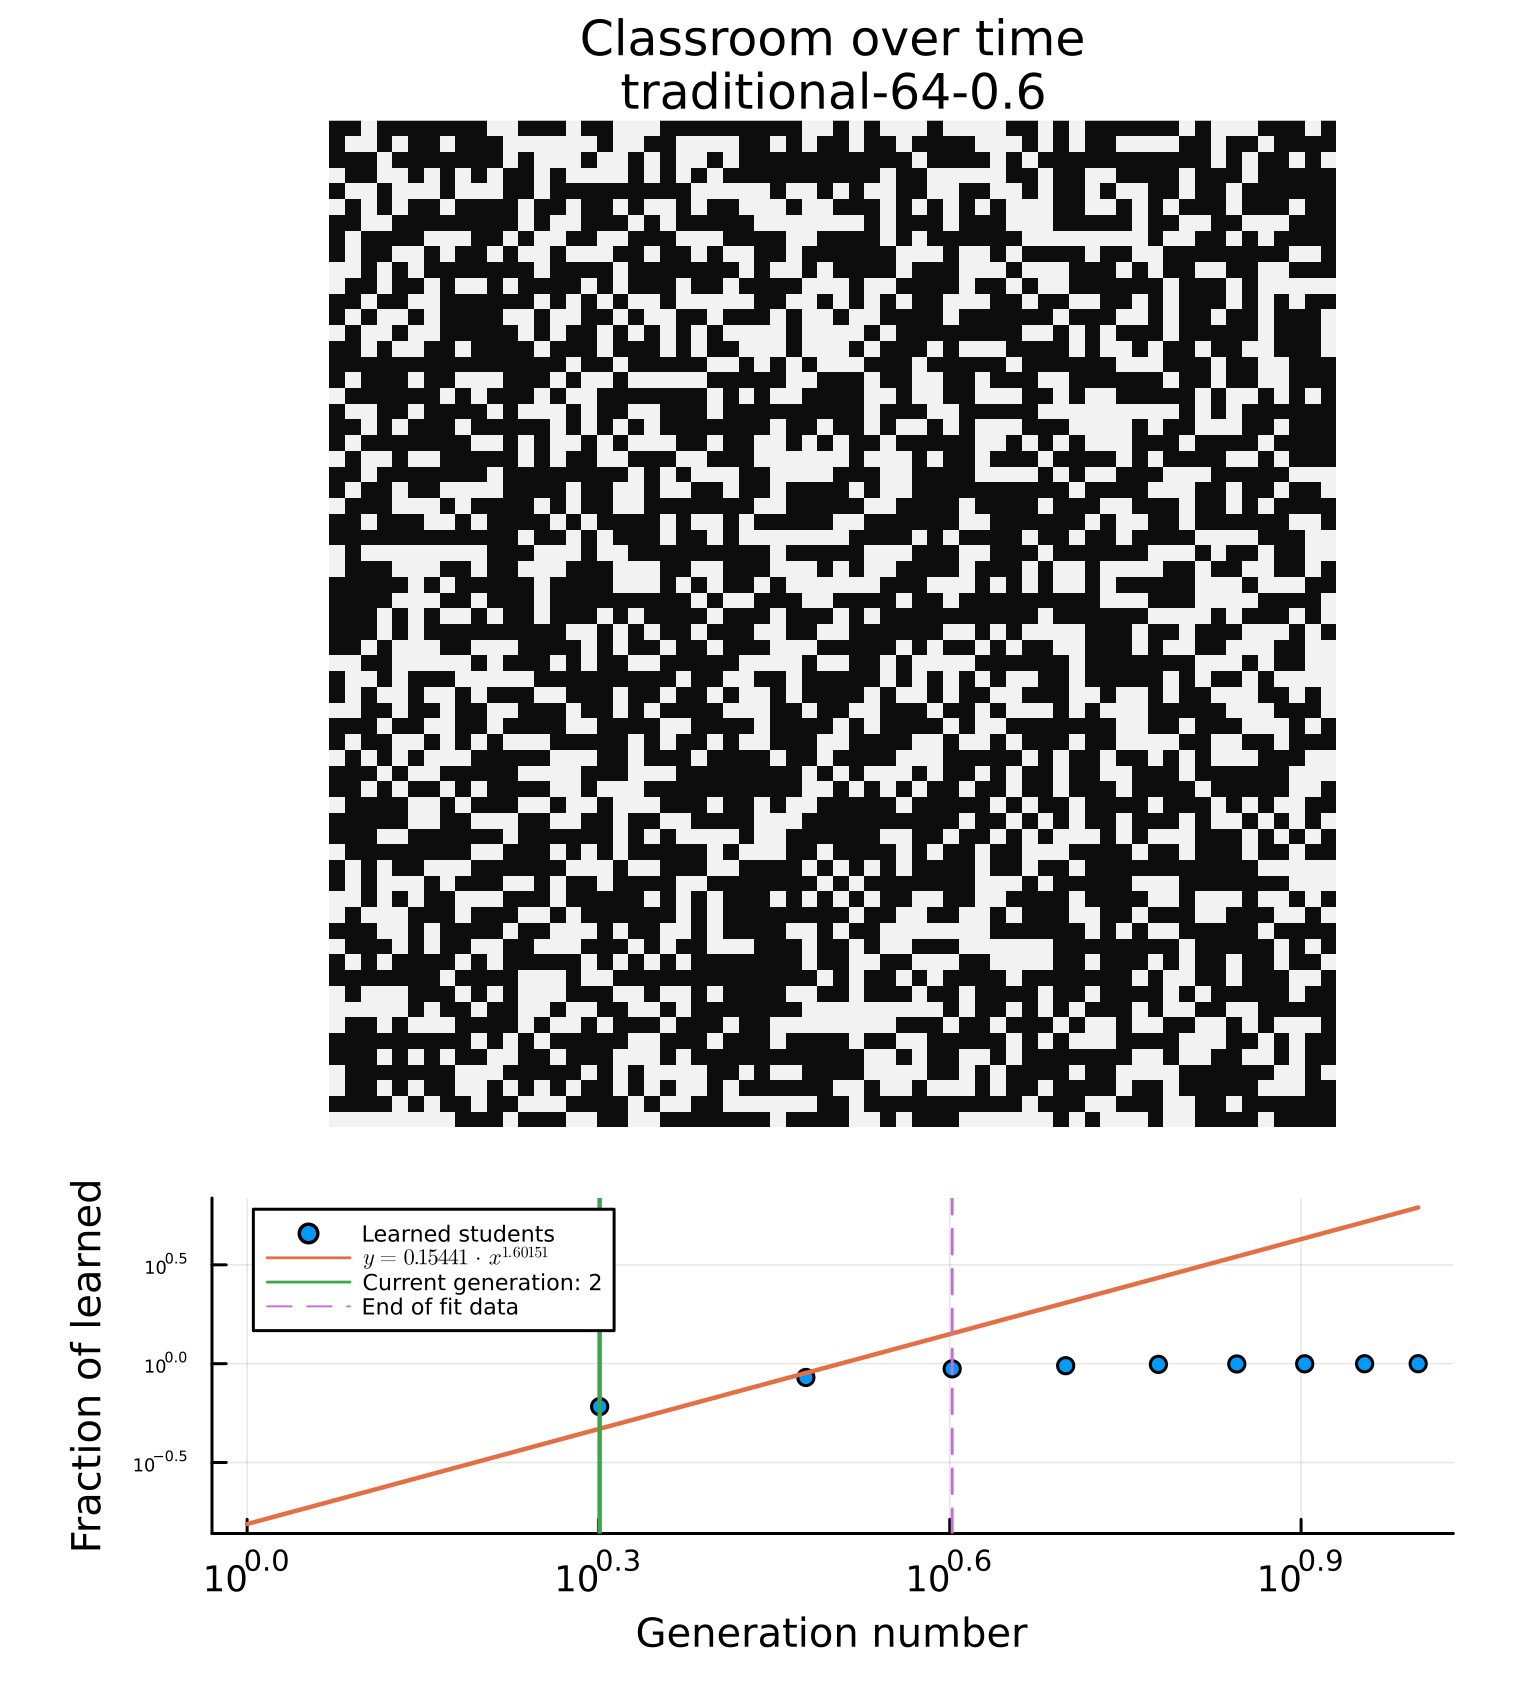 Classroom over time
traditional-64-0.6
Fraction of learned
Learned students
y = 0.15441 · x^1.60151
Current generation: 2
End of fit data
10^0.5
10^0.0
10^−0.5
10^0.0 10^0.3 10^0.6 10^0.9
Generation number